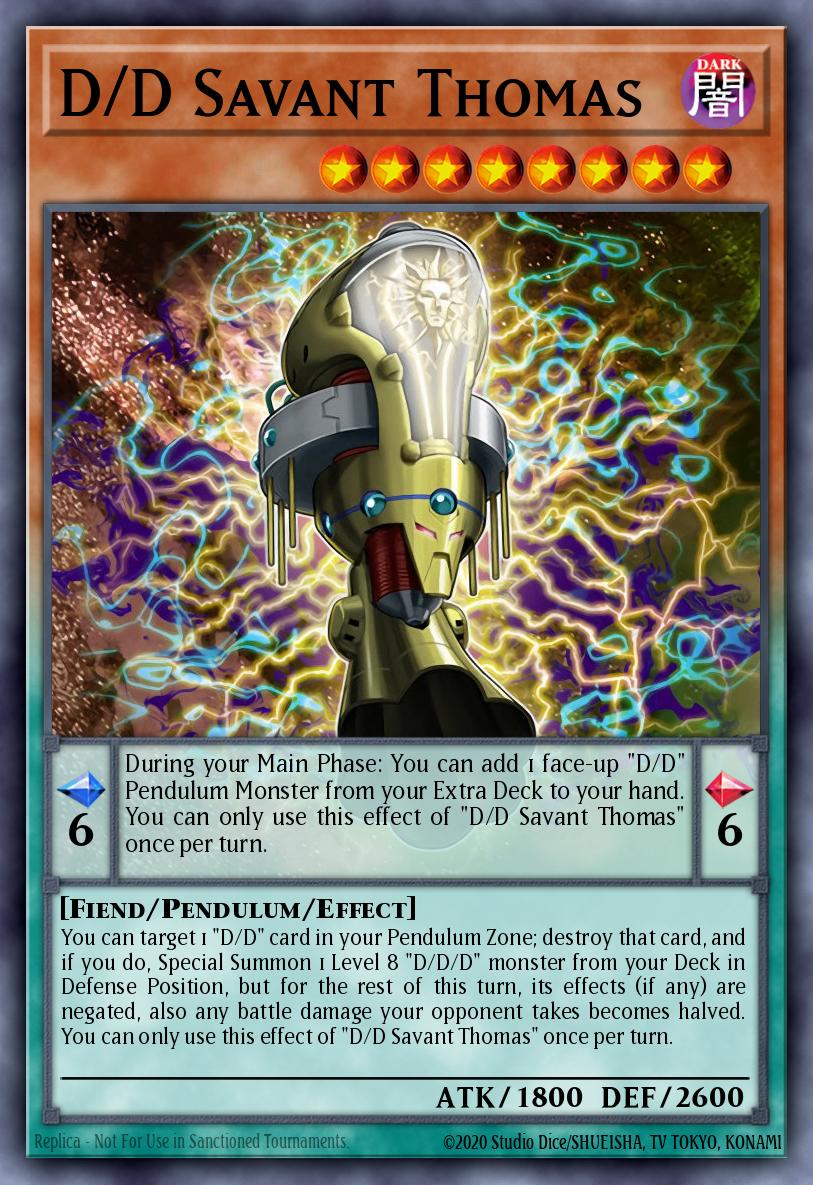 D/D Savant Thomas
DARK
闇
During your Main Phase: You can add 1 face-up "D/D"
Pendulum Monster from your Extra Deck to your hand.
You can only use this effect of "D/D Savant Thomas"
once per turn.
6
6
[Fiend/Pendulum/Effect]
You can target 1 "D/D" card in your Pendulum Zone; destroy that card, and
if you do, Special Summon 1 Level 8 "D/D/D" monster from your Deck in
Defense Position, but for the rest of this turn, its effects (if any) are
negated, also any battle damage your opponent takes becomes halved.
You can only use this effect of "D/D Savant Thomas" once per turn.
ATK/1800 DEF/2600
Replica - Not For Use in Sanctioned Tournaments.
©2020 Studio Dice/SHUEISHA, TV TOKYO, KONAMI